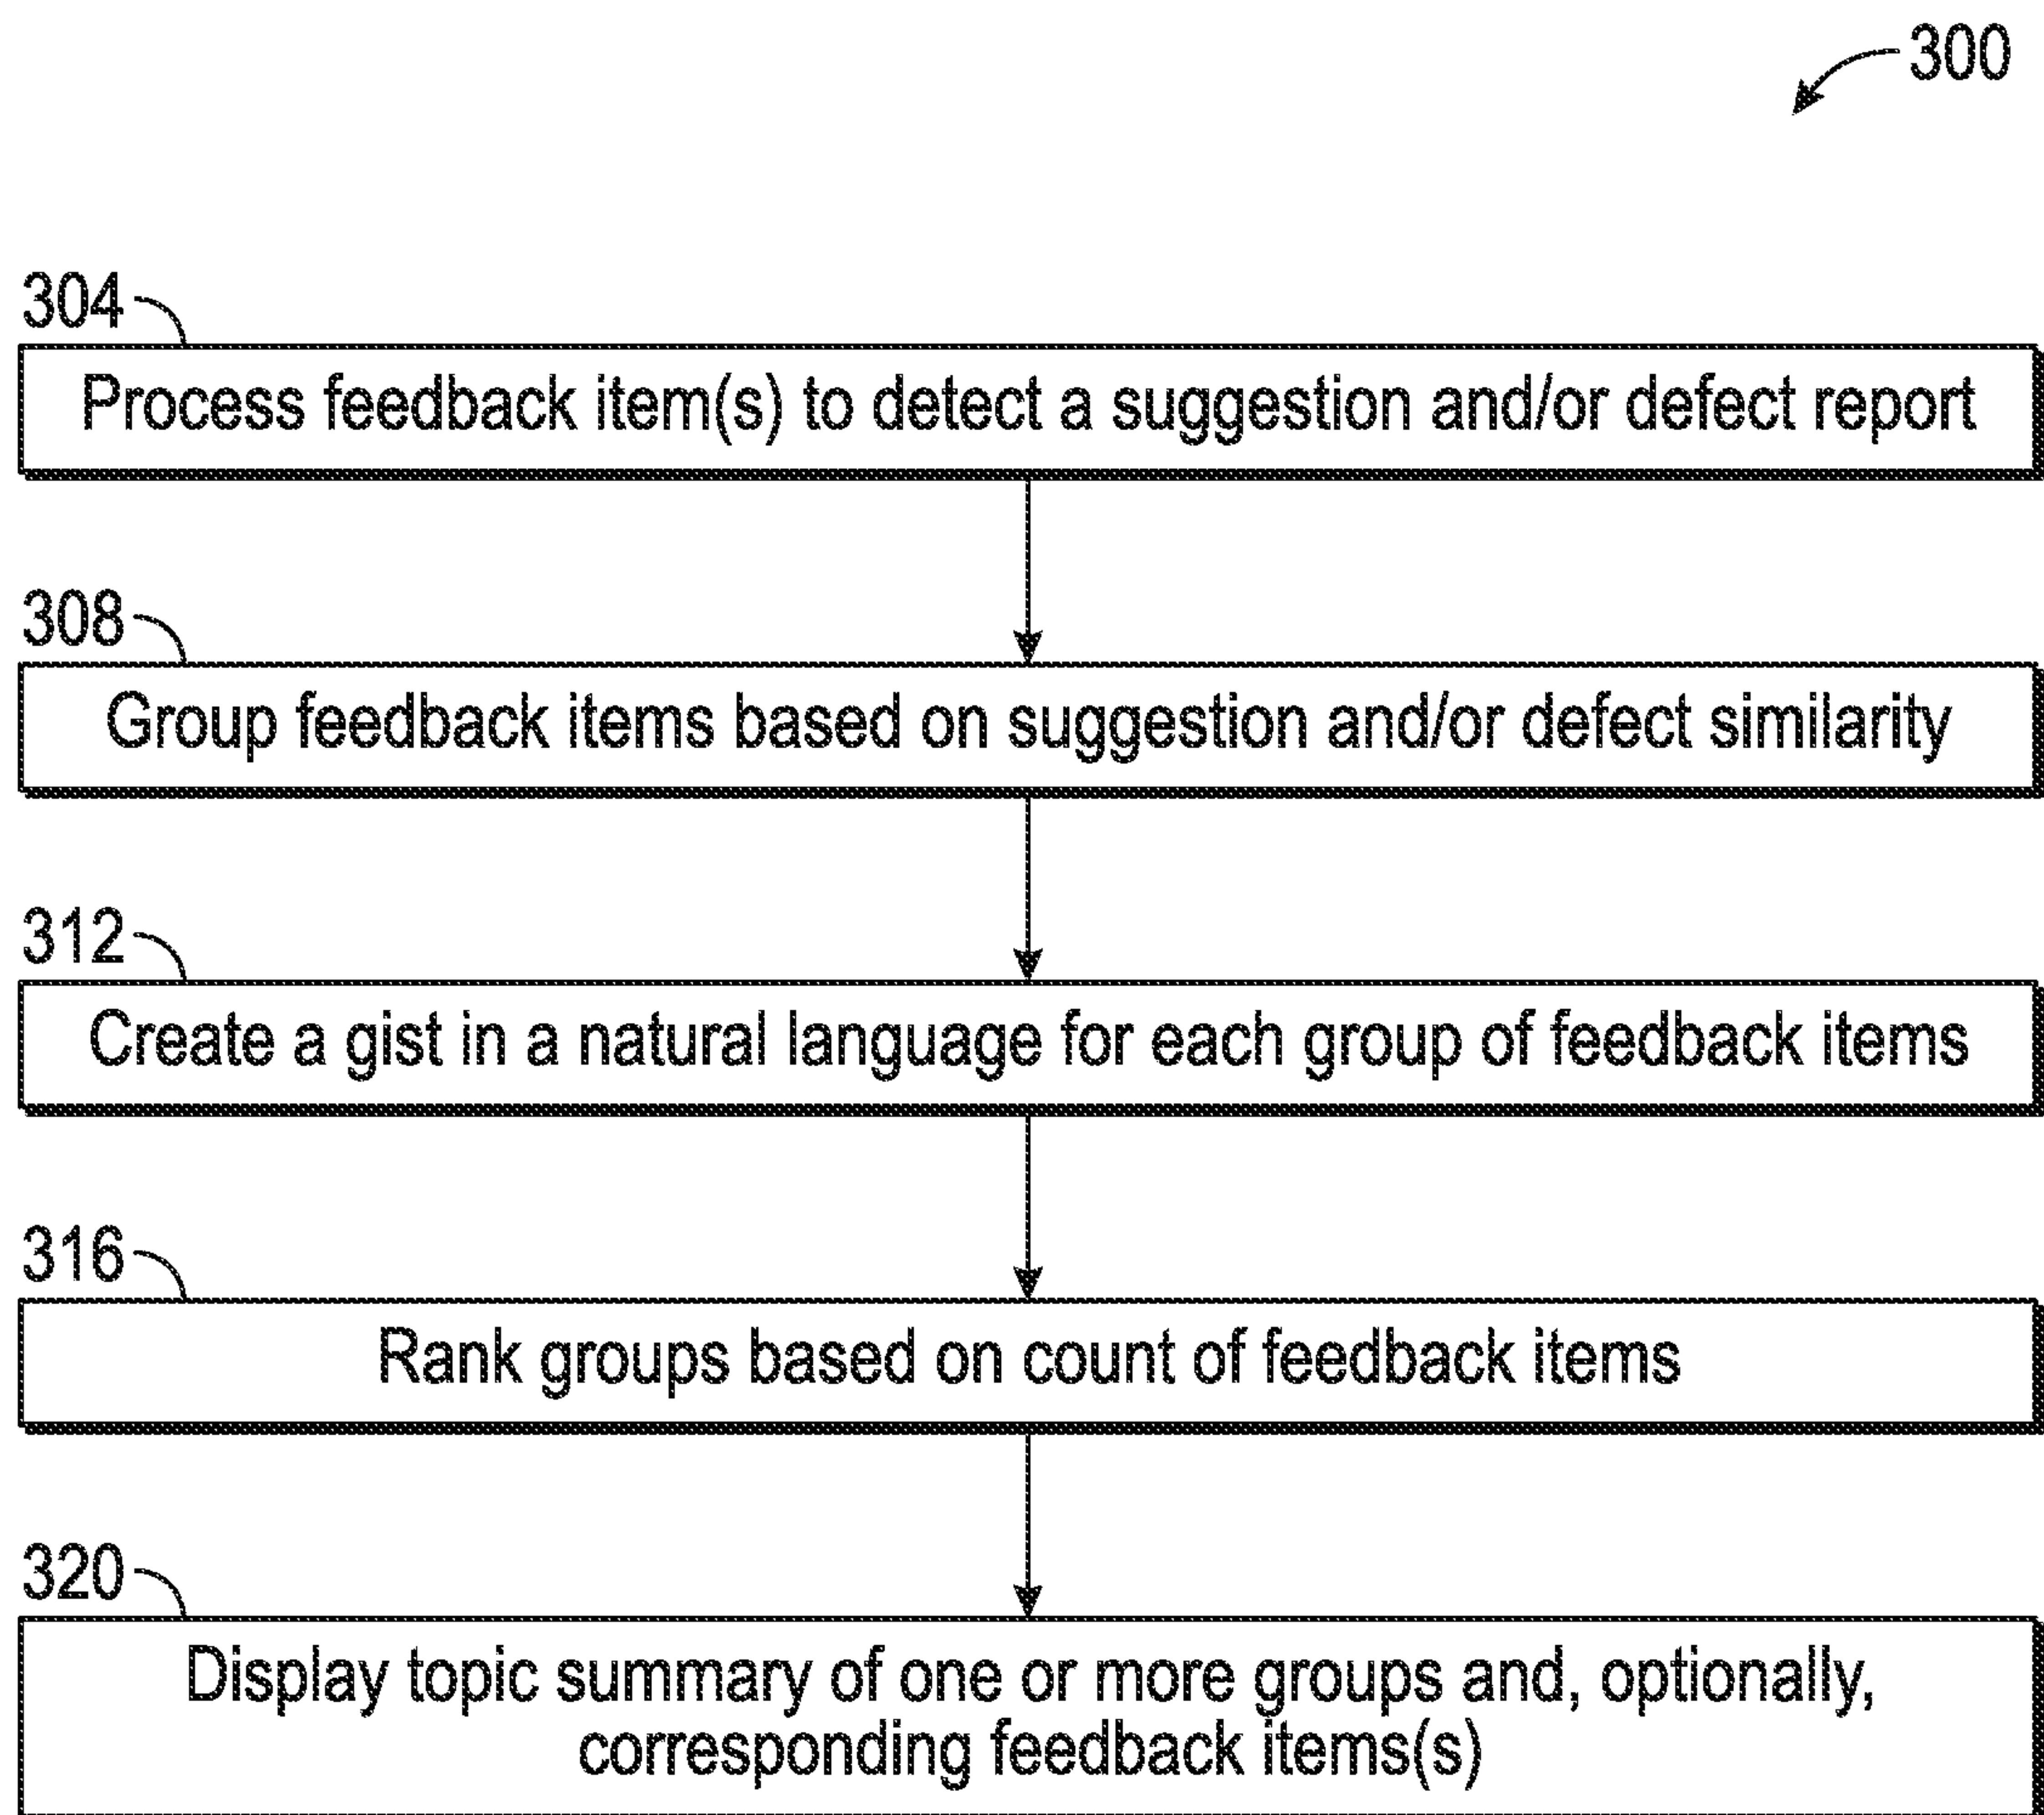 300
304
Process feedback item(s) to detect a suggestion and/or defect report
308
Group feedback items based on suggestion and/or defect similarity
312
Create a gist in a natural language for each group of feedback items
316
Rank groups based on count of feedback items
320
Display topic summary of one or more groups and, optionally,
corresponding feedback items(s)